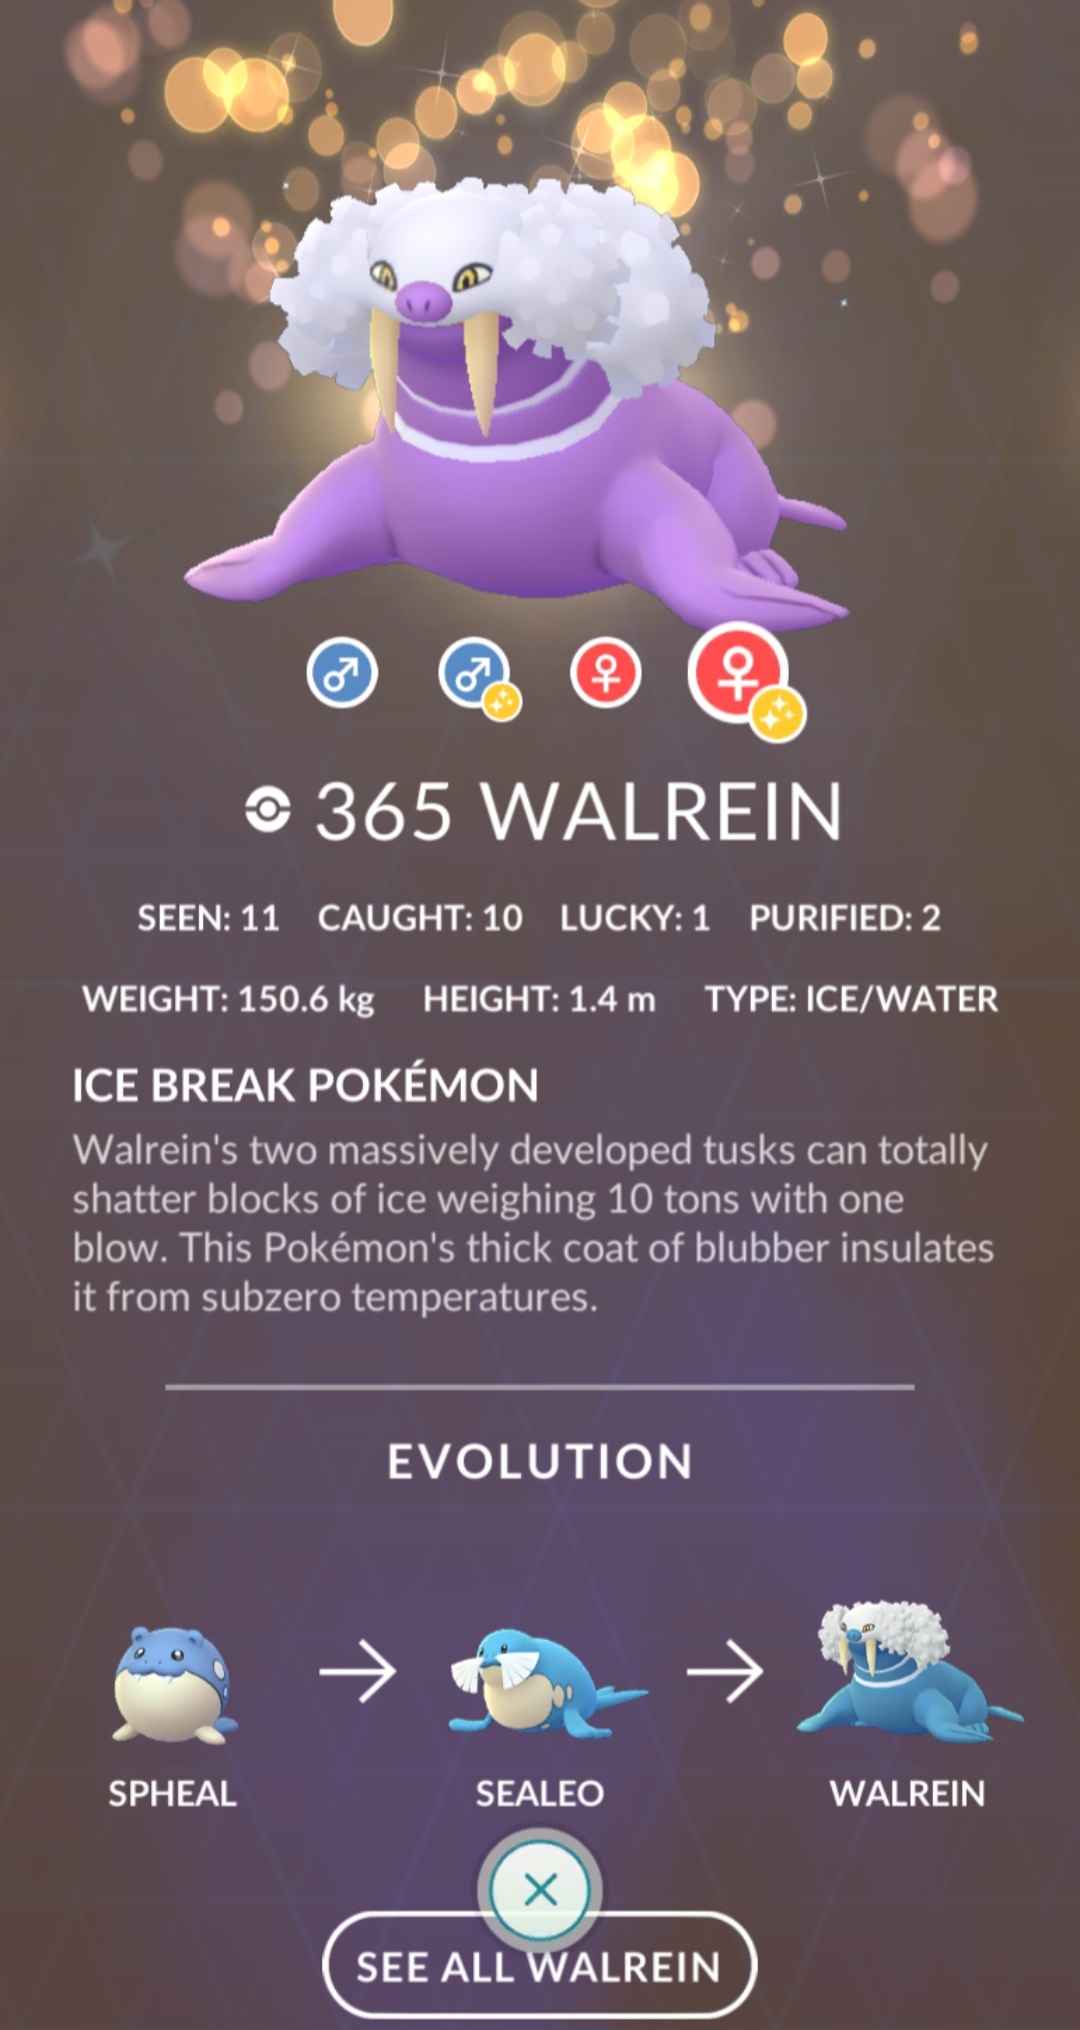 365 WALREIN
SEEN: 11 CAUGHT: 10 LUCKY: 1 PURIFIED: 2
WEIGHT: 150.6 kg HEIGHT: 1.4 m TYPE: ICE/WATER
ICE BREAK POKÉMON
Walrein's two massively developed tusks can totally
shatter blocks of ice weighing 10 tons with one
blow. This Pokémon's thick coat of blubber insulates
it from subzero temperatures.
EVOLUTION
SPHEAL SEALEO WALREIN
SEE ALL WALREIN